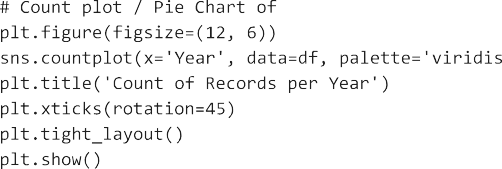 # Count plot / Pie Chart of
plt.figure(figsize=(12, 6))
sns.countplot(x='Year', data=df, palette='viridis
plt.title('Count of Records per Year')
plt.xticks(rotation=45)
plt.tight_layout()
plt.show()